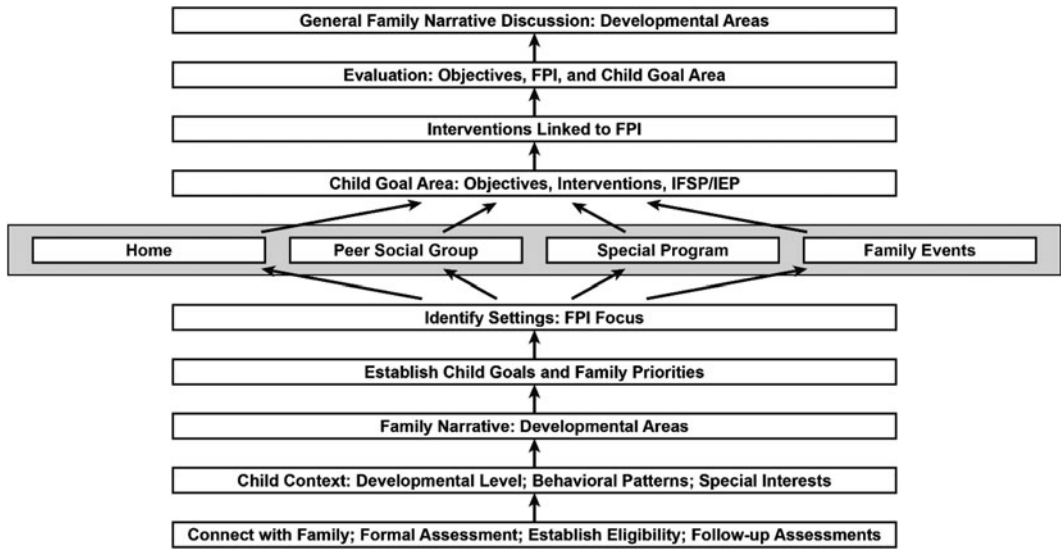 General Family Narrative Discussion: Developmental Areas
Evaluation: Objectives, FPI, and Child Goal Area
Interventions Linked to FPI
Child Goal Area: Objectives, Interventions, IFSP/IEP
Home
Peer Social Group
Special Program
Family Events
Identify Settings: FPI Focus
Establish Child Goals and Family Priorities
Family Narrative: Developmental Areas
Child Context: Developmental Level; Behavioral Patterns; Special Interests
Connect with Family; Formal Assessment; Establish Eligibility; Follow-up Assessments